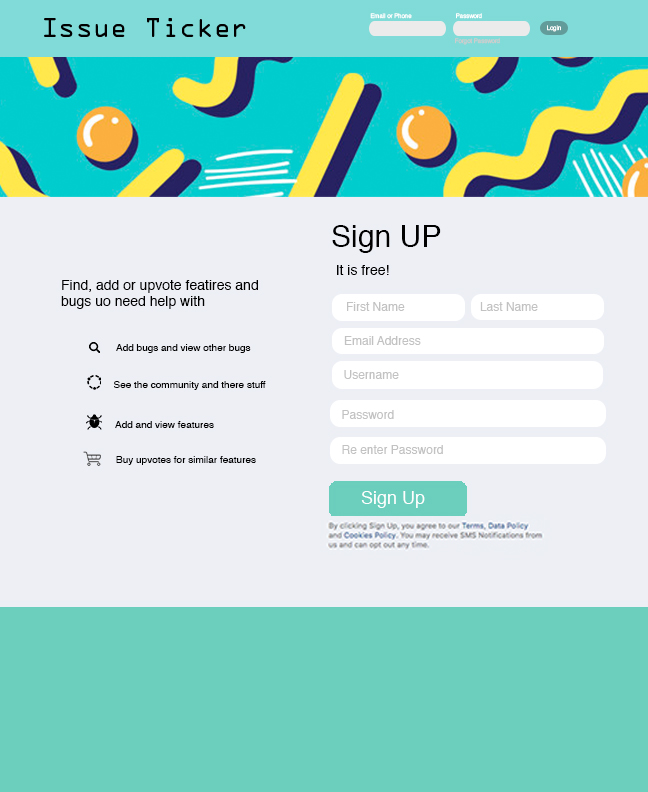 Issue Ticker
Email or Phone
Password
Login
Forgot Password
Sign UP
It is free!
Find, add or upvote featires and
bugs uo need help with
Add bugs and view other bugs
See the community and there stuff
Add and view features
Buy upvotes for similar features
First Name
Last Name
Email Address
Username
Password
Re enter Password
Sign Up
By clicking Sign Up, you agree to our Terms, Data Policy
and Cookies Policy. You may receive SMS Notifications from
us and can opt out any time.